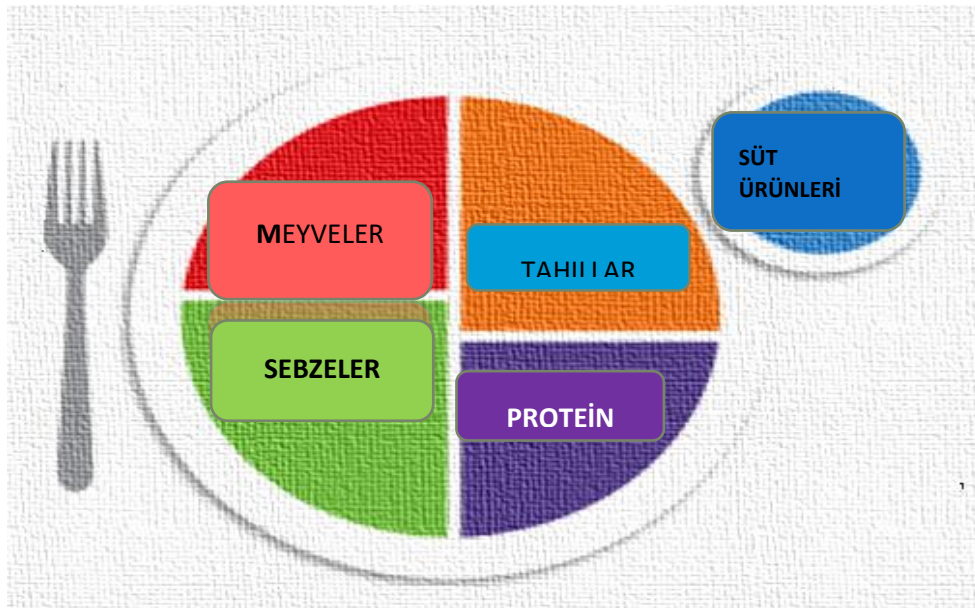 MEYVELER
TAHILLAR
SÜT
ÜRÜNLERİ
SEBZELER
PROTEİN